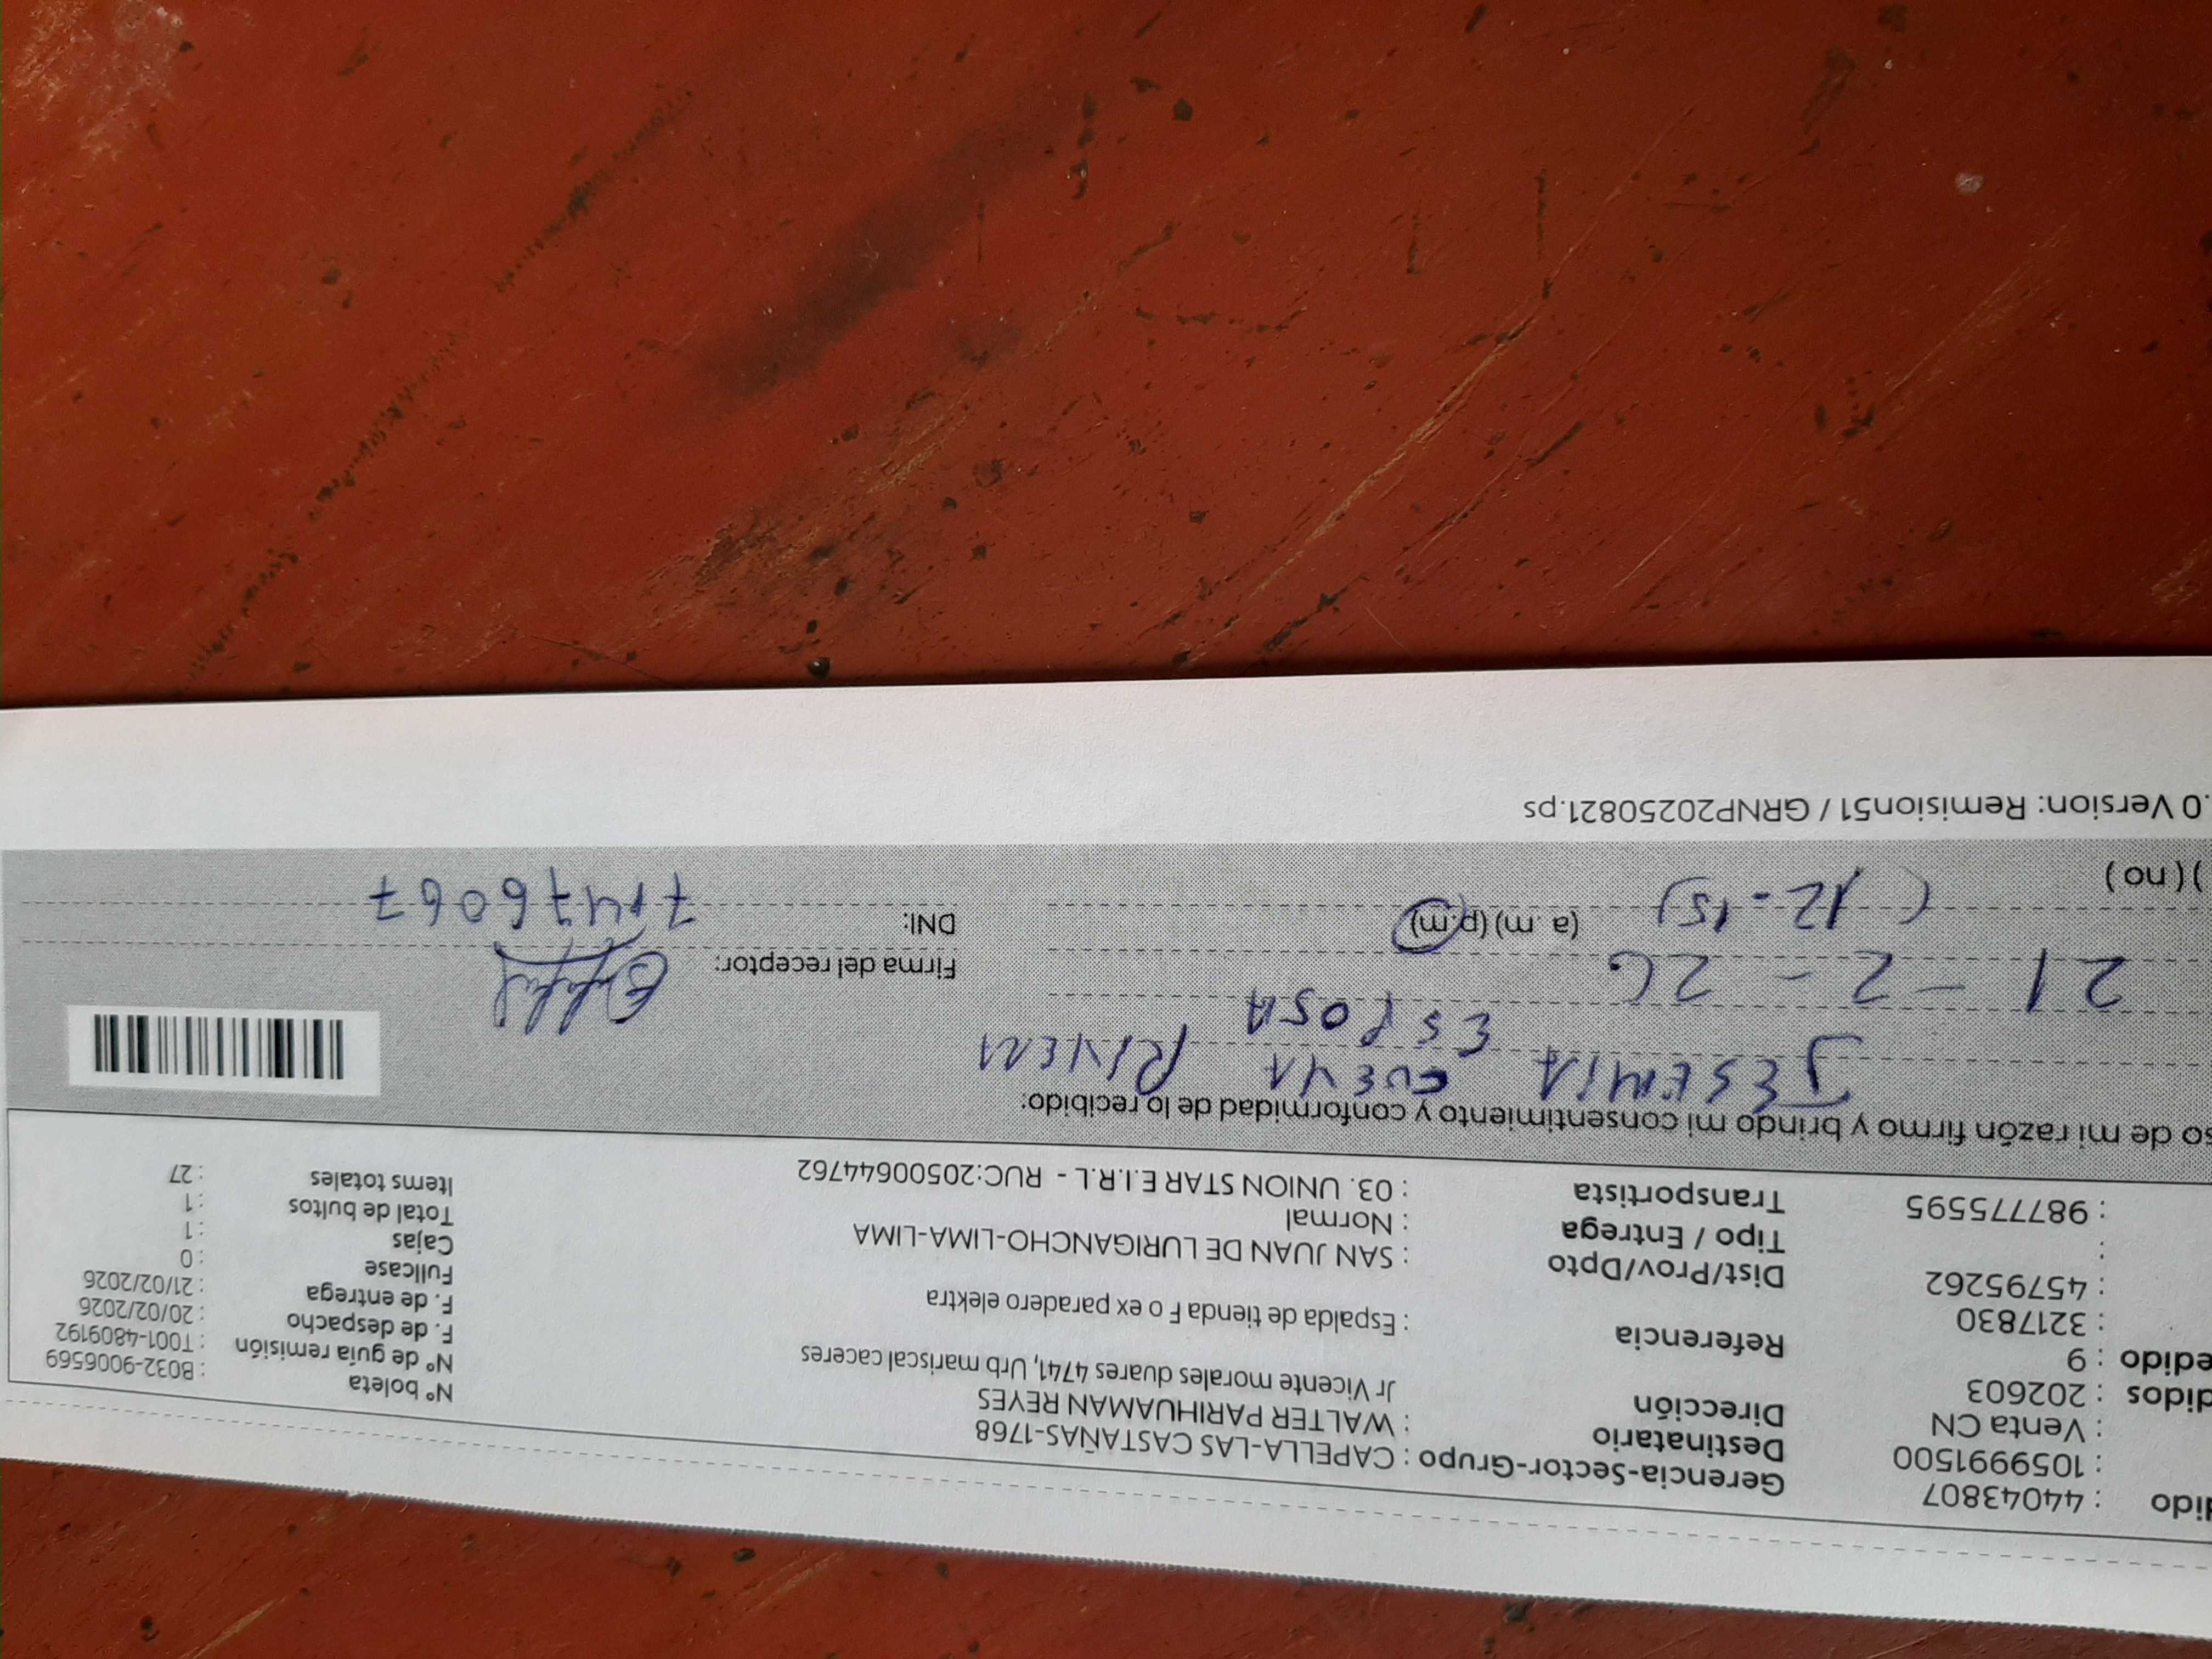 dido : 44043807 Gerencia-Sector-Grupo : CAPELLA-LAS CASTAÑAS-1768
: 1059991500 Destinatario : WALTER PARIHUAMAN REYES Nº boleta : B032-9006569
: Venta CN Dirección Jr Vicente morales duares 4741, Urb mariscal caceres Nº de guía remisión : T001-4809192
didos : 202603 F. de despacho : 20/02/2026
edido : 9 Referencia : Espalda de tienda F o ex paradero elektra F. de entrega : 21/02/2026
: 3217830 Fullcase : 0
: 45795262 Dist/Prov/Dpto : SAN JUAN DE LURIGANCHO-LIMA-LIMA Cajas : 1
: Tipo / Entrega : Normal Total de bultos : 1
: 987775595 Transportista : 03. UNION STAR E.I.R.L - RUC:20500644762 Items totales : 27
so de mi razón firmo y brindo mi consentimiento y conformidad de lo recibido:
CUEVA RIVERA
ESPOSA
21 - 2 - 26 Firma del receptor:
(12-15) (a. m) (p.m) DNI: 71476067
) ( no )
.0 Version: Remision51 / GRNP20250821.ps